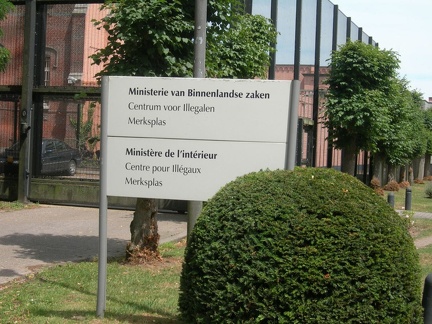 Ministerie van Binnenlandse zaken
Centrum voor Illegalen
Merksplas
Ministère de l'intérieur
Centre pour Illégaux
Merksplas